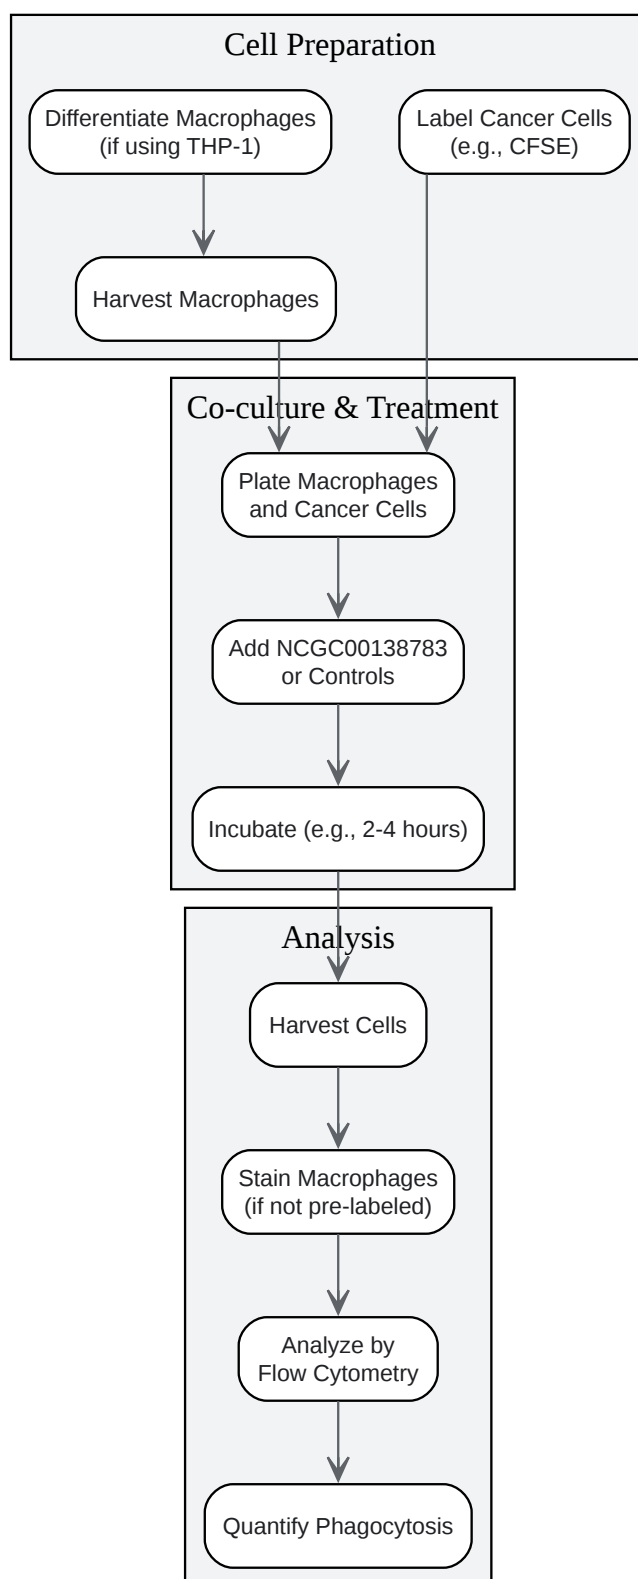 Cell Preparation
Differentiate Macrophages
(if using THP-1)
Label Cancer Cells
(e.g., CFSE)
Harvest Macrophages
Co-culture & Treatment
Plate Macrophages
and Cancer Cells
Add NCGC00138783
or Controls
Incubate (e.g., 2-4 hours)
Analysis
Harvest Cells
Stain Macrophages
(if not pre-labeled)
Analyze by
Flow Cytometry
Quantify Phagocytosis